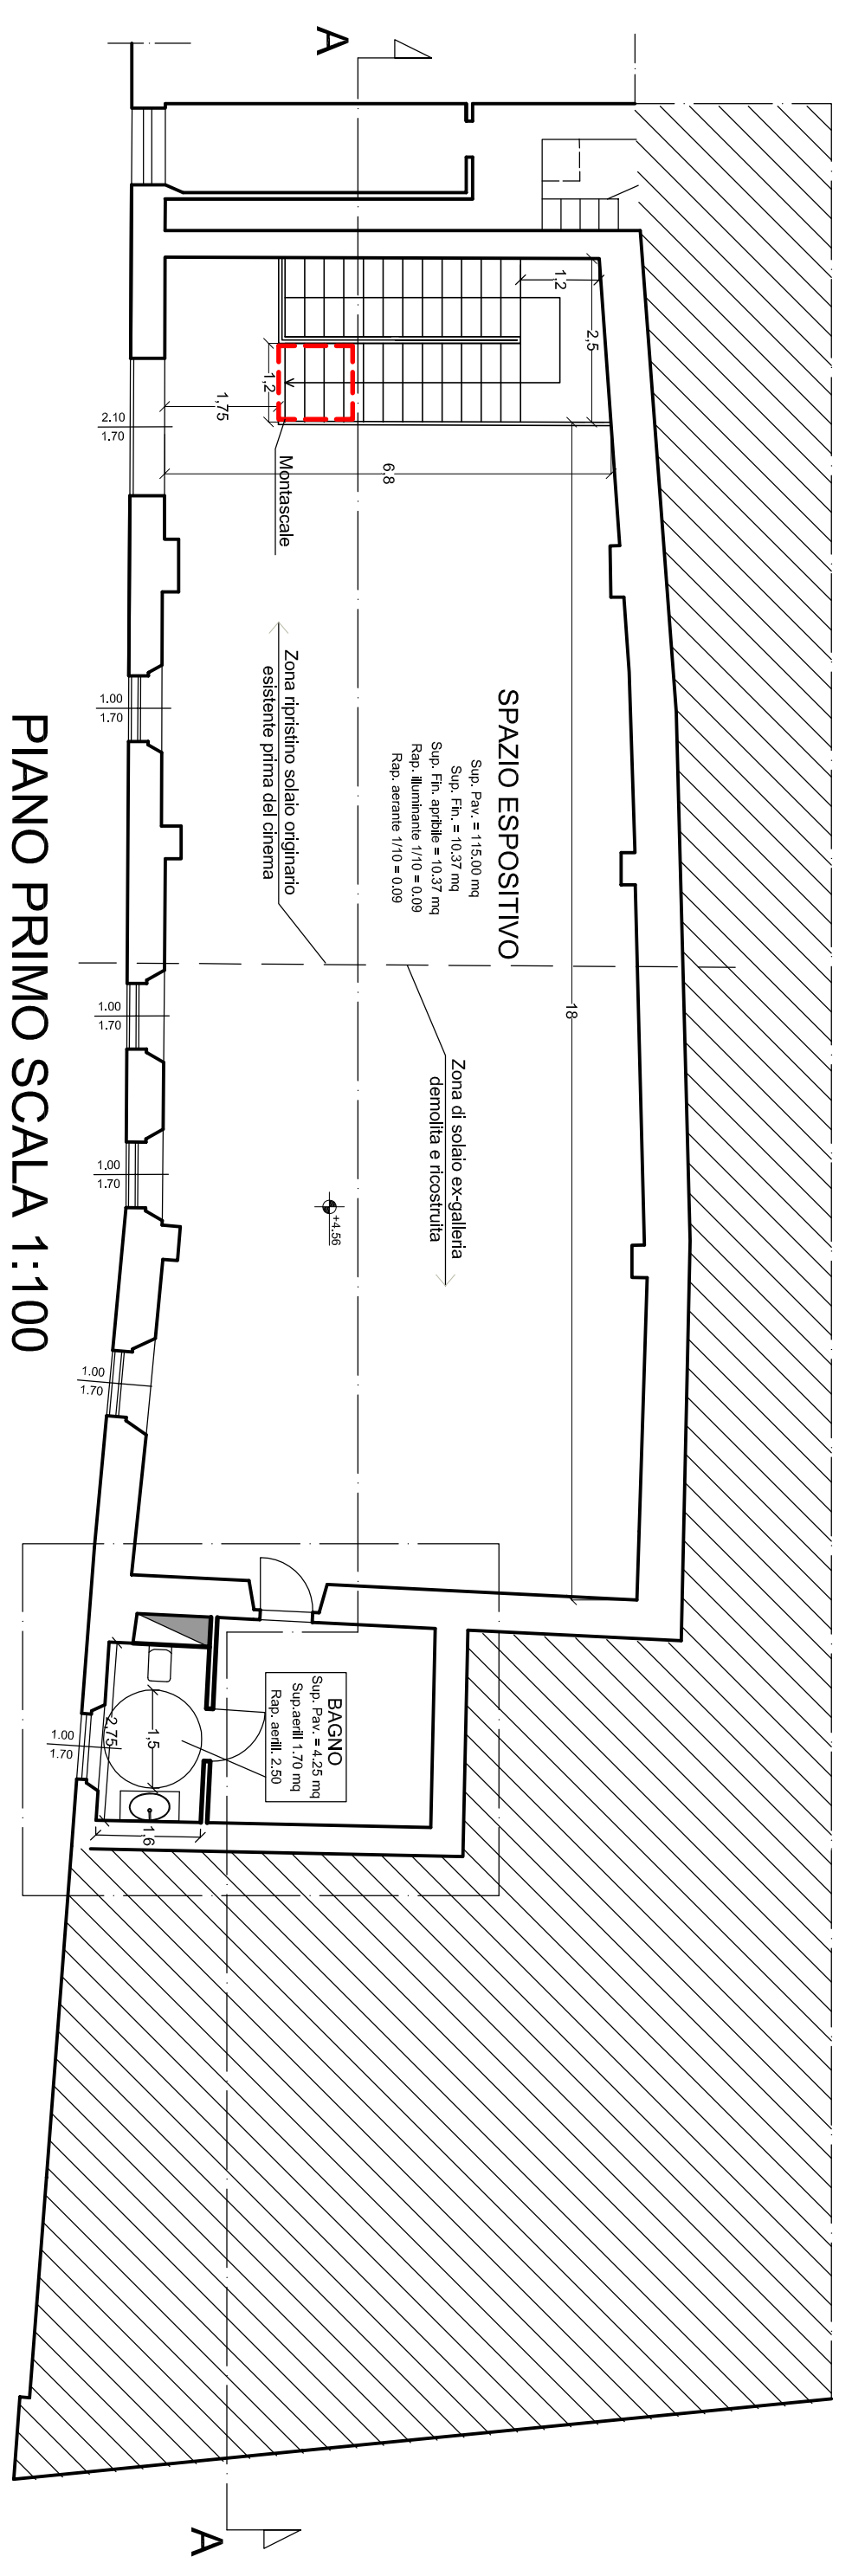 A
1,2
2,5
1,2
1,75
6,8
2.10
1.70
Montascale
Zona ripristino solaio originario
esistente prima del cinema
1.00
1.70
SPAZIO ESPOSITIVO
Sup. Pav. = 115.00 mq
Sup. Fin. = 10.37 mq
Sup. Fin. apribile = 10.37 mq
Rap. illuminante 1/10 = 0.09
Rap. aerante 1/10 = 0.09
18
1.00
1.70
Zona di solaio ex-galleria
demolita e ricostruita
1.00
1.70
+4.56
1.00
1.70
BAGNO
Sup. Pav. = 4.25 mq
Sup.aerill 1.70 mq
Rap. aerill. 2.50
1,5
2,75
1.00
1.70
1,6
A
PIANO PRIMO SCALA 1:100